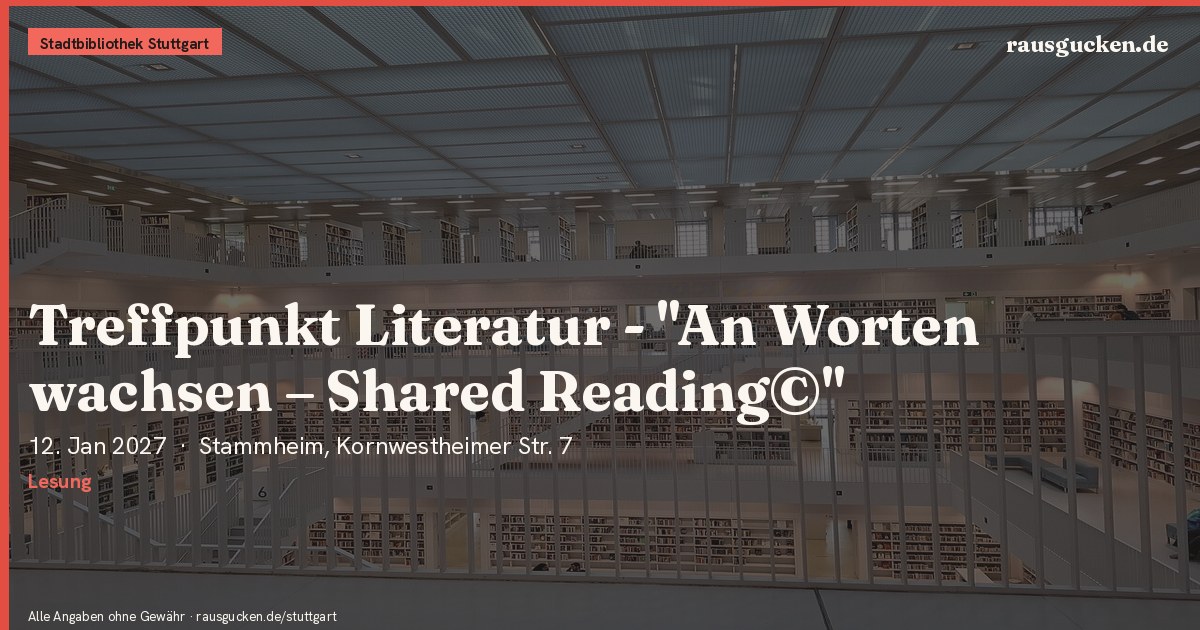 Stadtbibliothek Stuttgart
rausgucken.de
Treffpunkt Literatur - "An Worten
wachsen – Shared Reading©"
12. Jan 2027 · Stammheim, Kornwestheimer Str. 7
Lesung
6
Alle Angaben ohne Gewähr · rausgucken.de/stuttgart